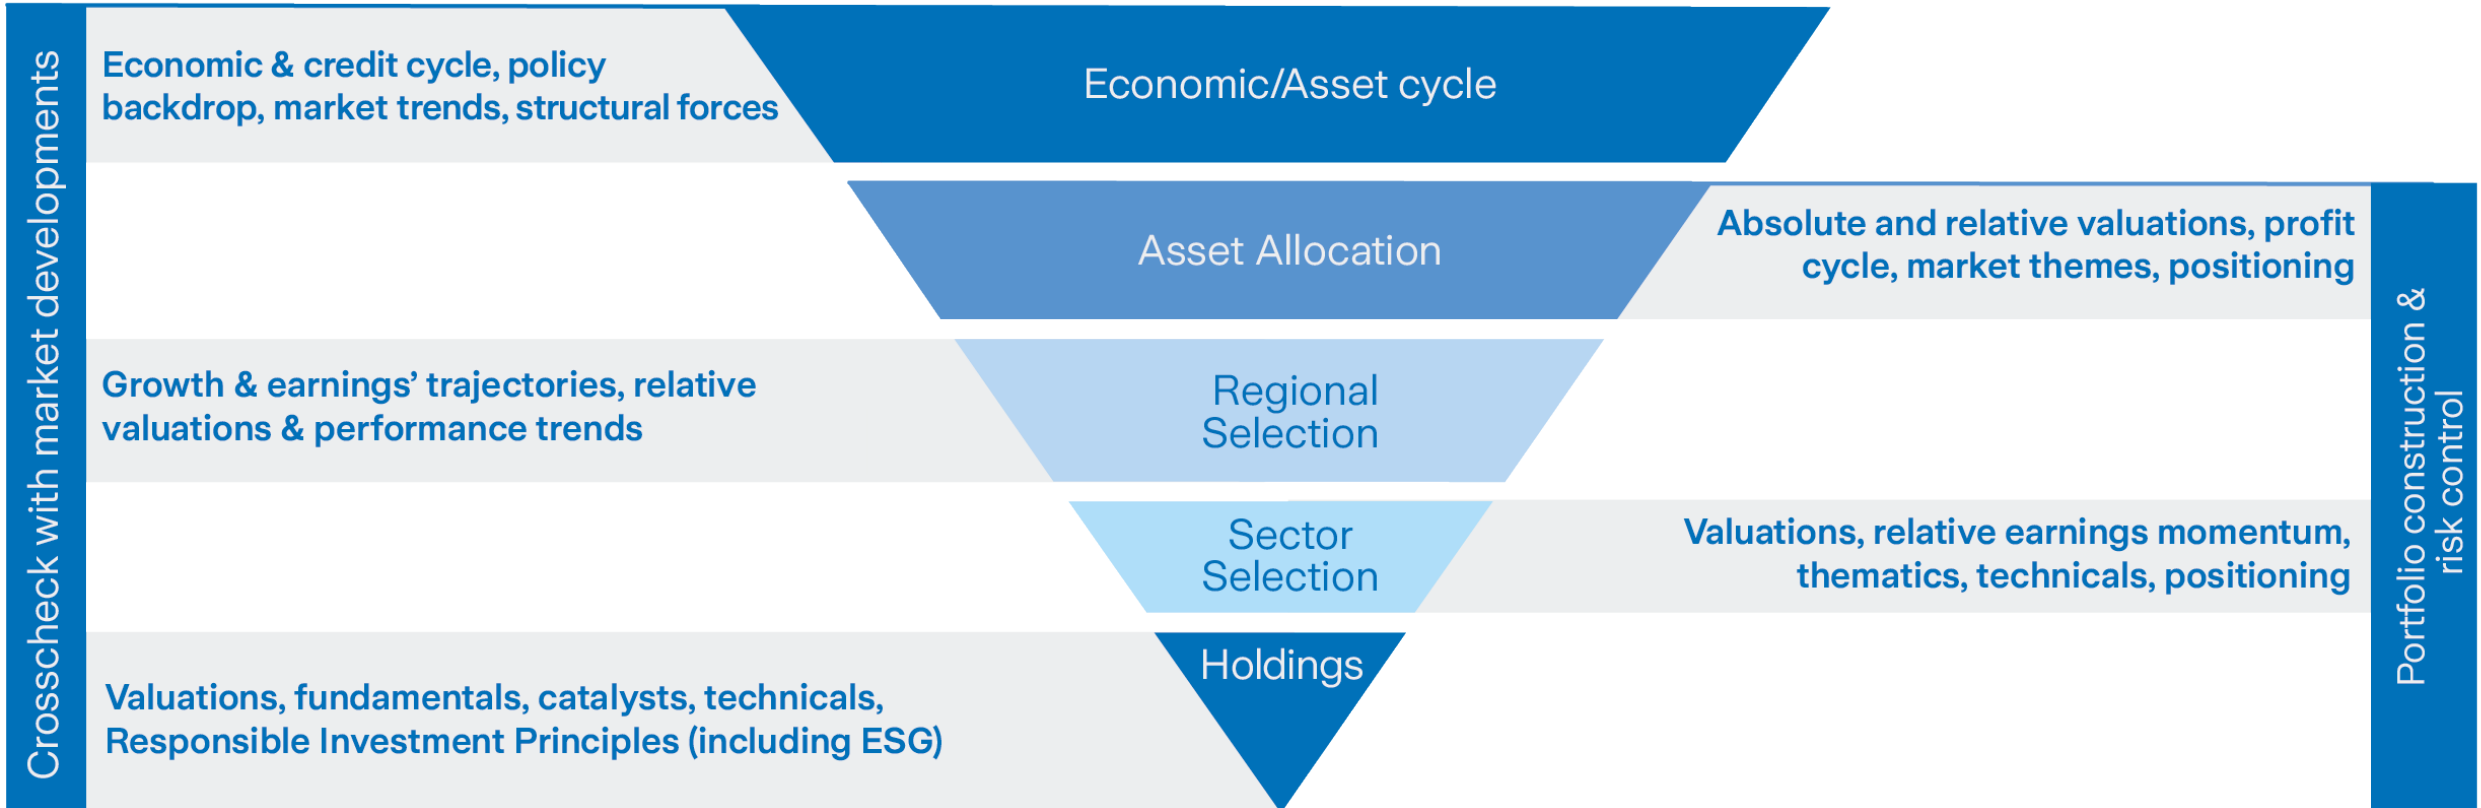 Crosscheck with market developments
Economic & credit cycle, policy
backdrop, market trends, structural forces
Economic/Asset cycle
Asset Allocation
Absolute and relative valuations, profit
cycle, market themes, positioning
Growth & earnings’ trajectories, relative
valuations & performance trends
Regional
Selection
Sector
Selection
Valuations, relative earnings momentum,
thematics, technicals, positioning
Holdings
Valuations, fundamentals, catalysts, technicals,
Responsible Investment Principles (including ESG)
Portfolio construction &
risk control